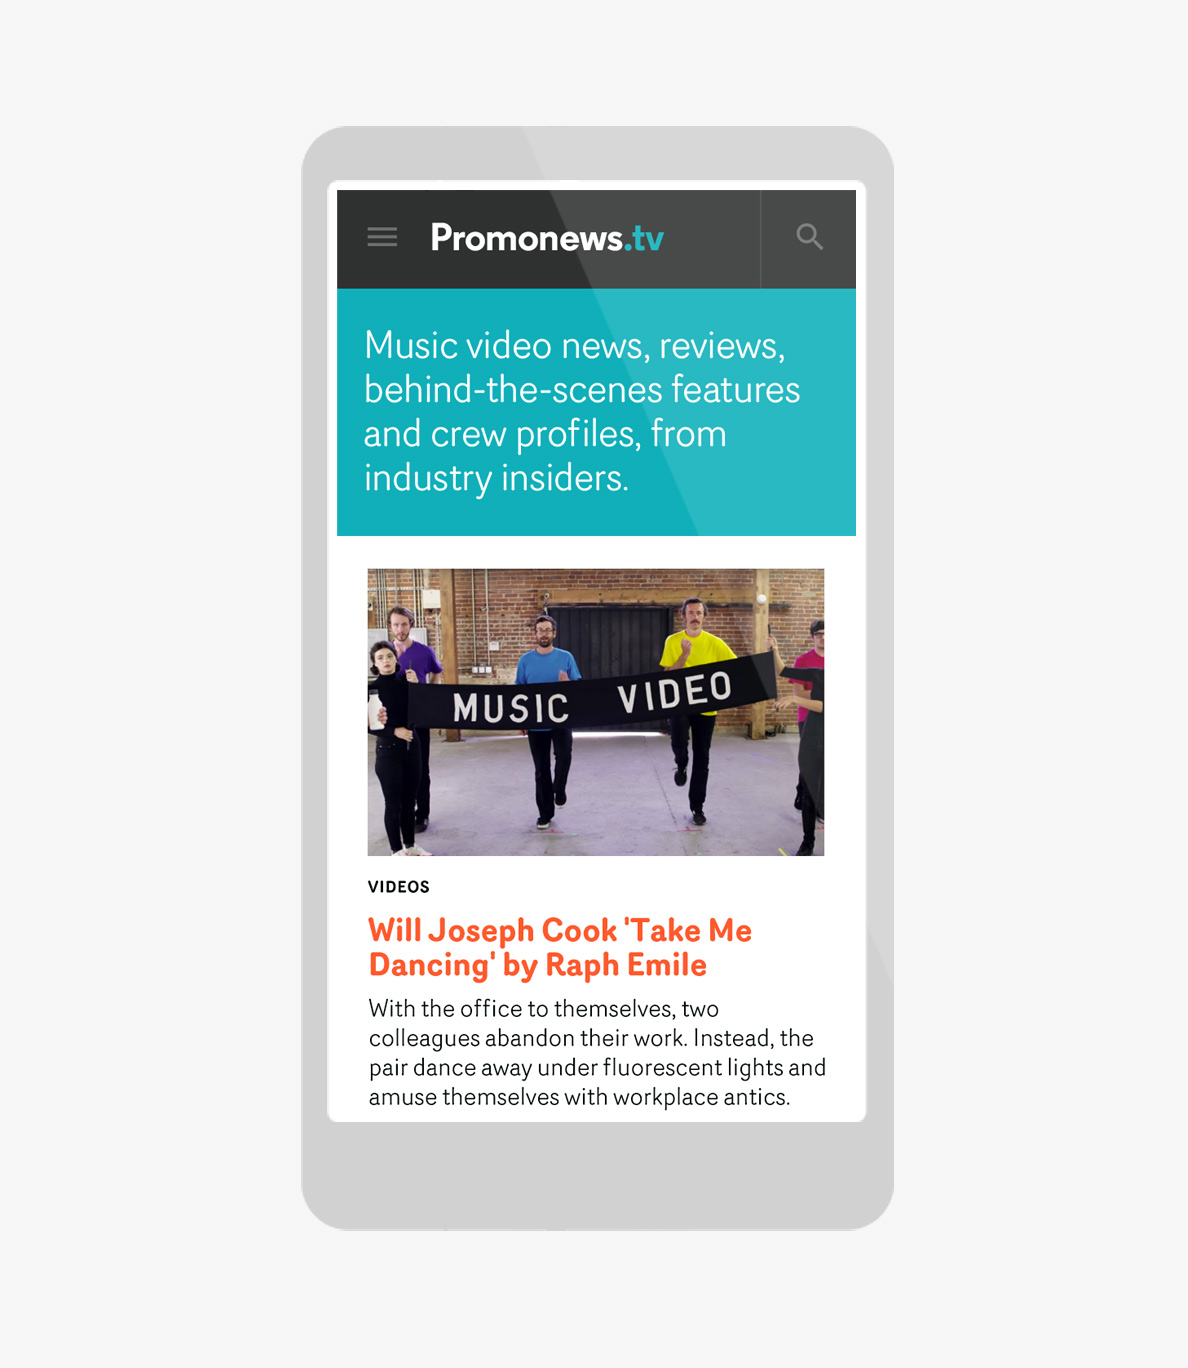 Promonews.tv
Music video news, reviews,
behind-the-scenes features
and crew profiles, from
industry insiders.
MUSIC VIDEO
VIDEOS
Will Joseph Cook 'Take Me
Dancing' by Raph Emile
With the office to themselves, two
colleagues abandon their work. Instead, the
pair dance away under fluorescent lights and
amuse themselves with workplace antics.